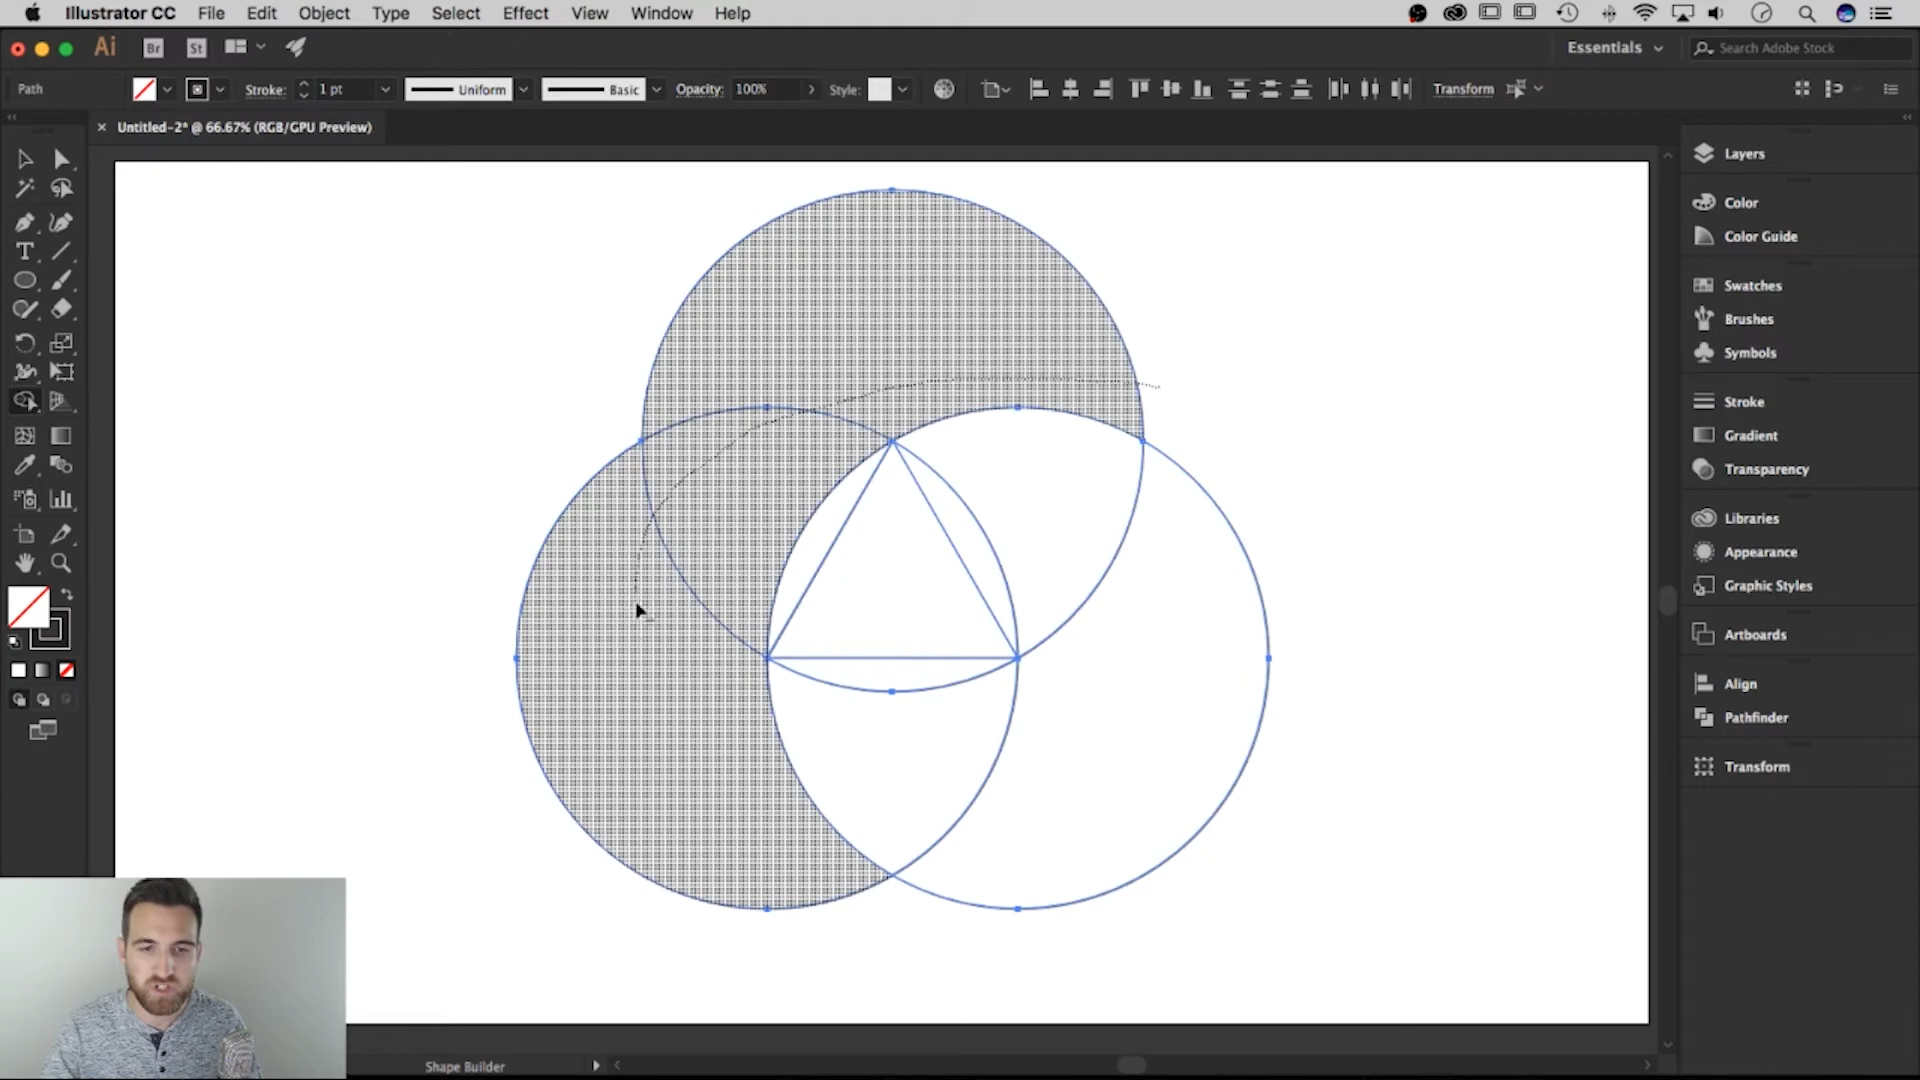 Illustrator CC File Edit Object Type Select Effect View Window Help
Ai Br St Essentials Search Adobe Stock
Path Stroke: 1 pt Uniform Basic Opacity: 100% Style: Transform
Untitled-2* @ 66.67% (RGB/GPU Preview)
Layers
Color
Color Guide
Swatches
Brushes
Symbols
Stroke
Gradient
Transparency
Libraries
Appearance
Graphic Styles
Artboards
Align
Pathfinder
Transform
Shape Builder